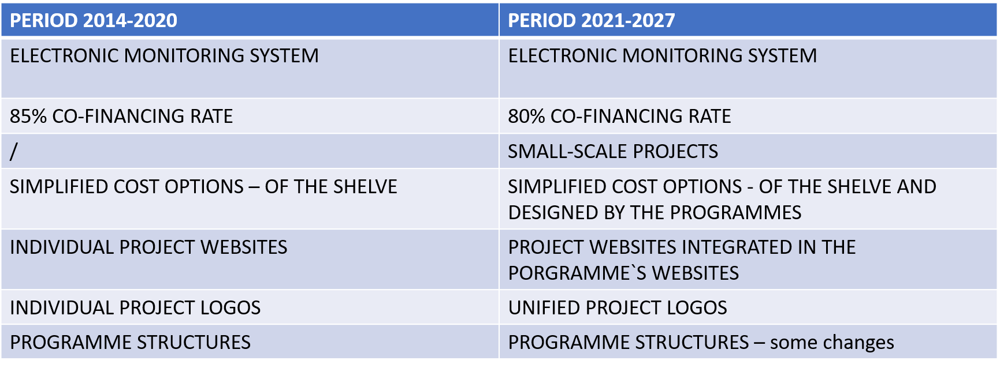 PERIOD 2014-2020
PERIOD 2021-2027
ELECTRONIC MONITORING SYSTEM
ELECTRONIC MONITORING SYSTEM
85% CO-FINANCING RATE
80% CO-FINANCING RATE
/
SMALL-SCALE PROJECTS
SIMPLIFIED COST OPTIONS – OF THE SHELVE
SIMPLIFIED COST OPTIONS - OF THE SHELVE AND
DESIGNED BY THE PROGRAMMES
INDIVIDUAL PROJECT WEBSITES
PROJECT WEBSITES INTEGRATED IN THE
PORGRAMME`S WEBSITES
INDIVIDUAL PROJECT LOGOS
UNIFIED PROJECT LOGOS
PROGRAMME STRUCTURES
PROGRAMME STRUCTURES – some changes